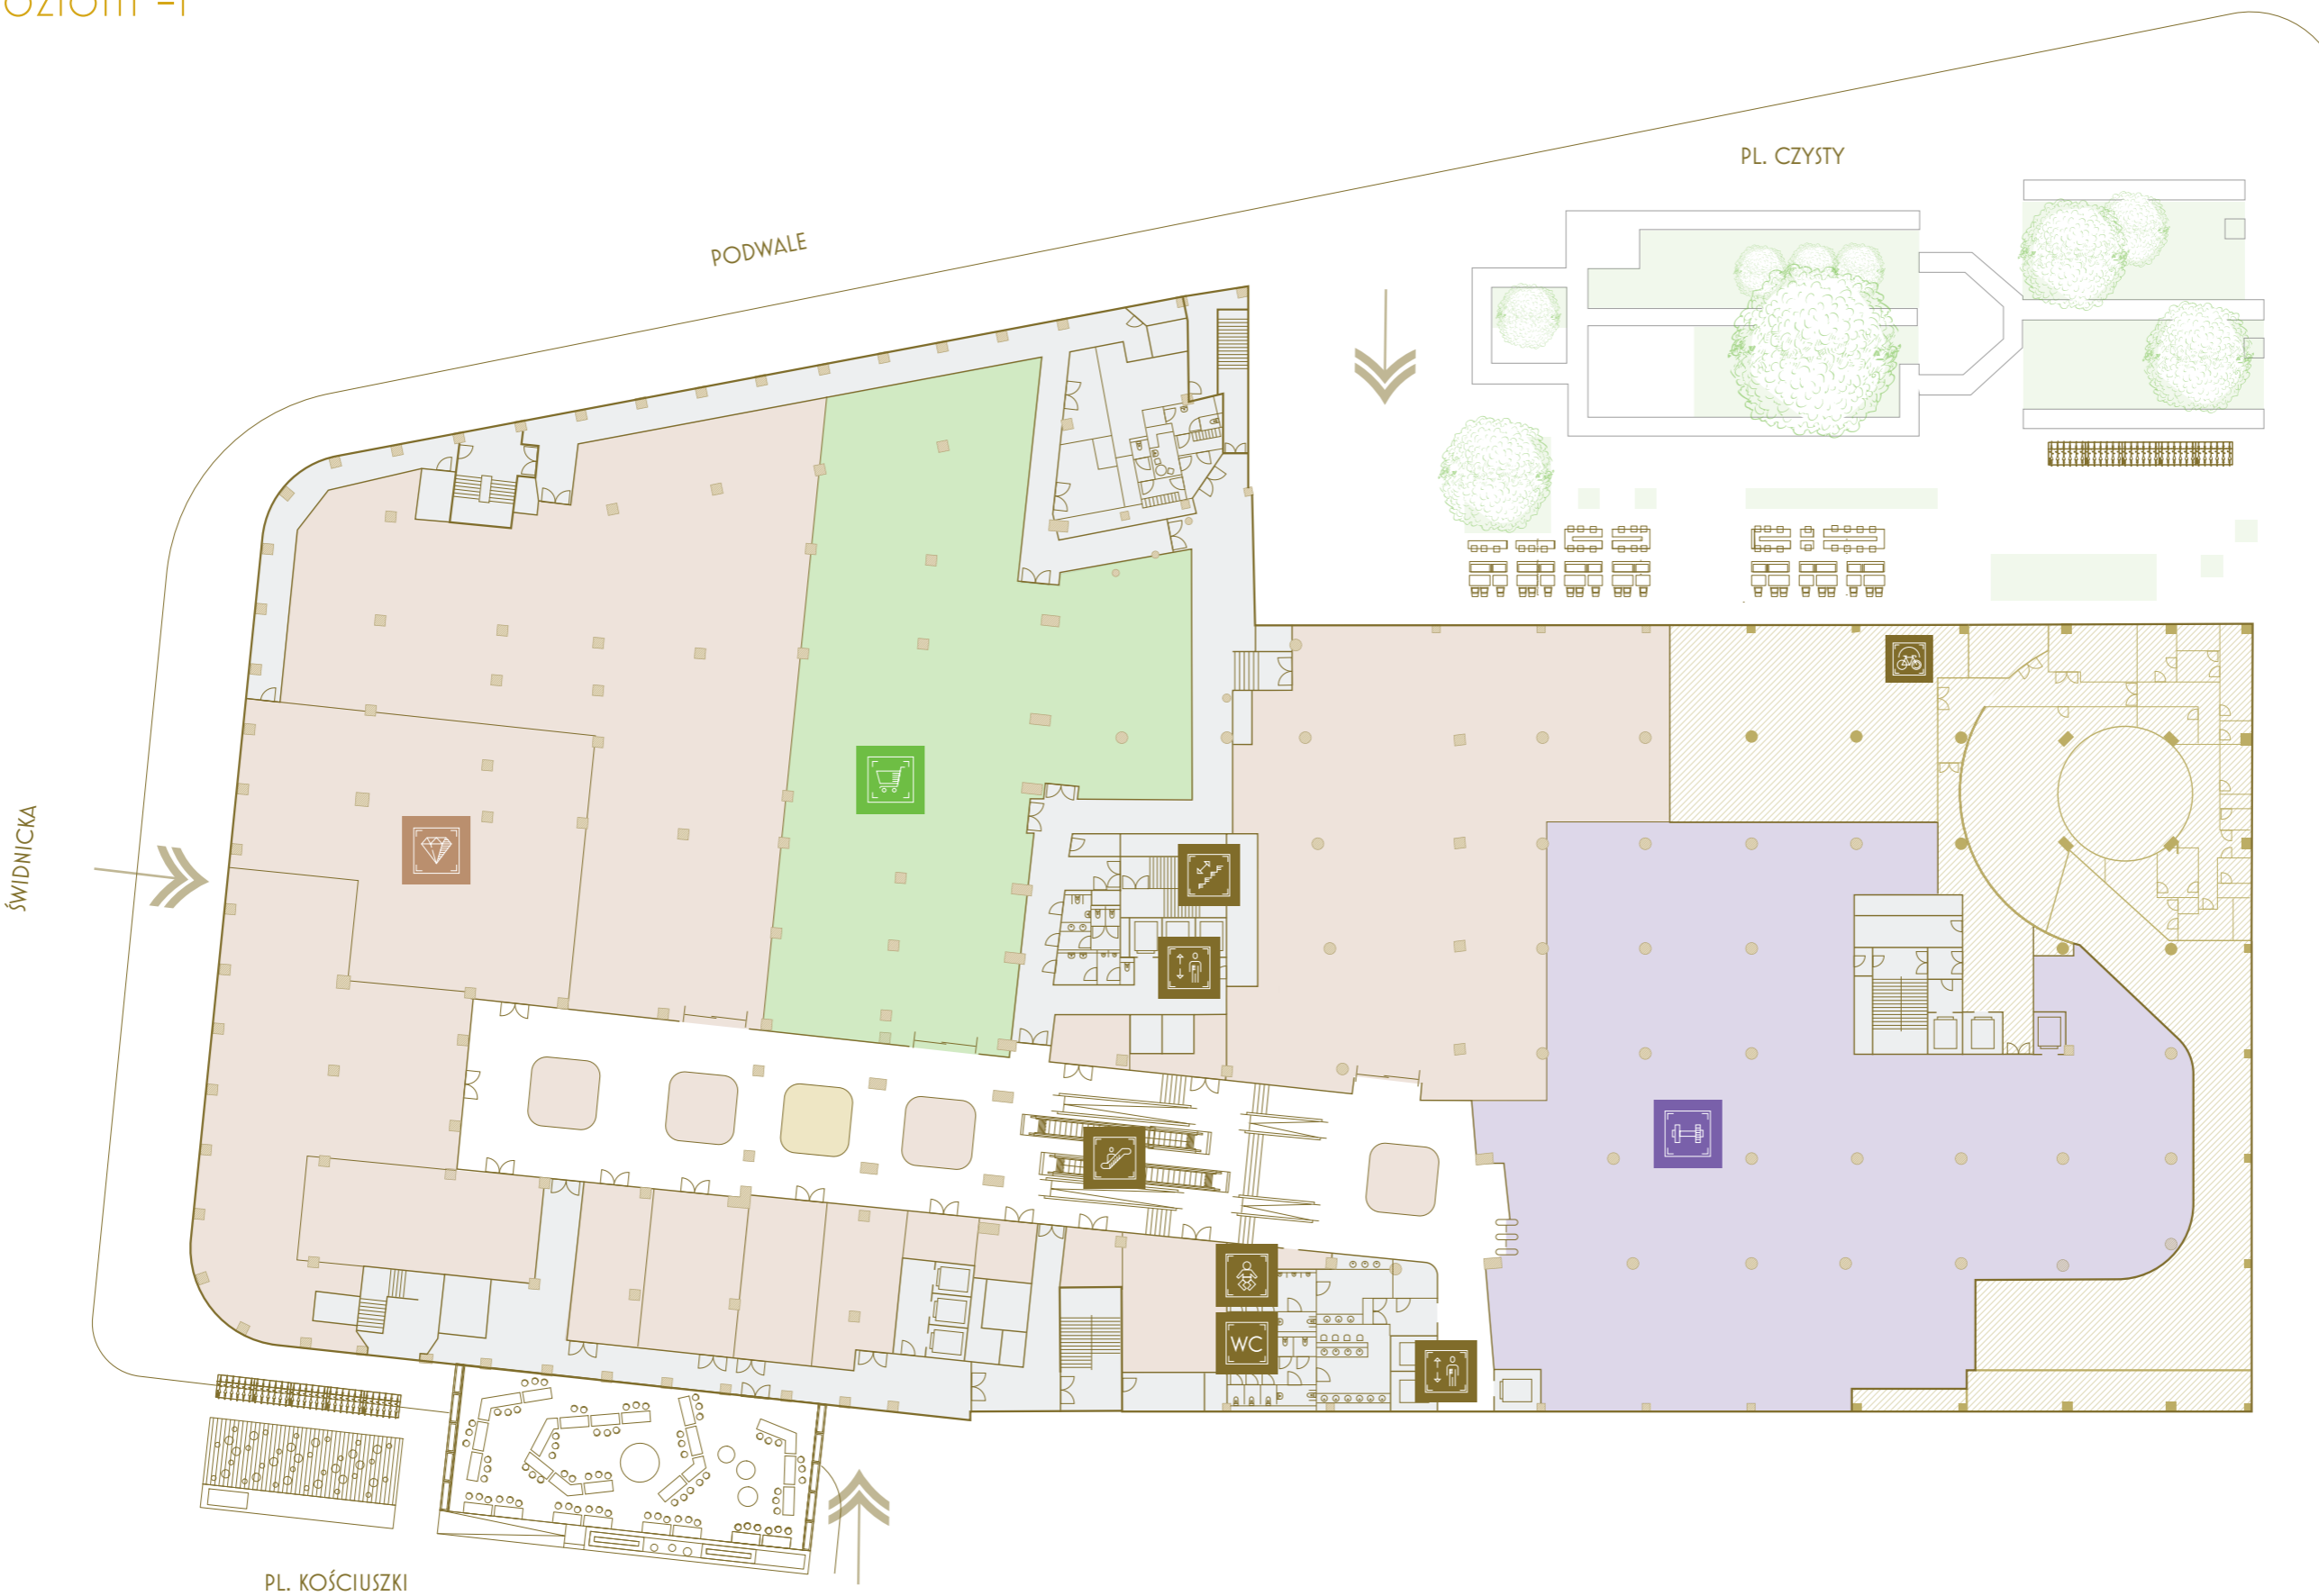 PL. CZYSTY
PODWALE
ŚWIDNICKA
WC
PL. KOŚCIUSZKI